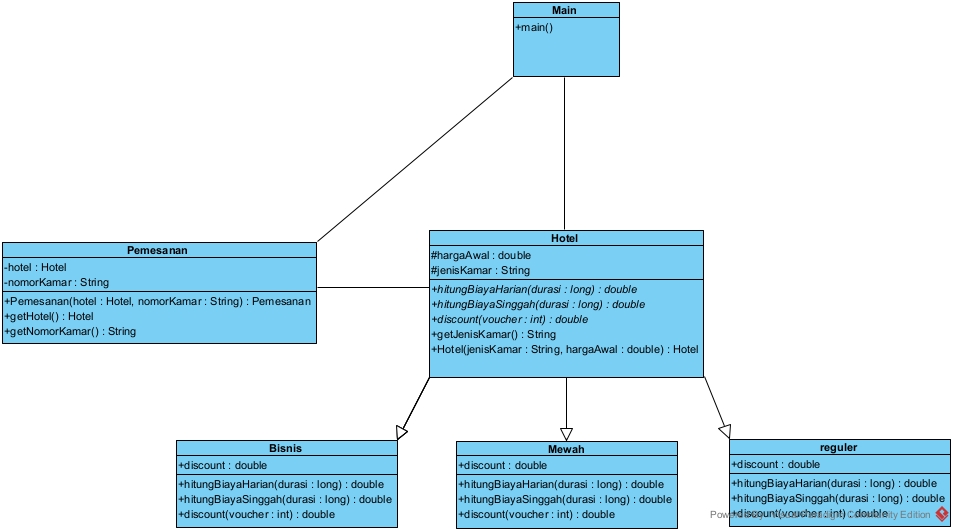 Main
+main()
Pemesanan
-hotel : Hotel
-nomorKamar : String
+Pemesanan(hotel : Hotel, nomorKamar : String) : Pemesanan
+getHotel() : Hotel
+getNomorKamar() : String
Hotel
#hargaAwal : double
#jenisKamar : String
+hitungBiayaHarian(durasi : long) : double
+hitungBiayaSinggah(durasi : long) : double
+discount(voucher : int) : double
+getJenisKamar() : String
+Hotel(jenisKamar : String, hargaAwal : double) : Hotel
Bisnis
+discount : double
+hitungBiayaHarian(durasi : long) : double
+hitungBiayaSinggah(durasi : long) : double
+discount(voucher : int) : double
Mewah
+discount : double
+hitungBiayaHarian(durasi : long) : double
+hitungBiayaSinggah(durasi : long) : double
+discount(voucher : int) : double
reguler
+discount : double
+hitungBiayaHarian(durasi : long) : double
+hitungBiayaSinggah(durasi : long) : double
+discount(voucher : int) : double
Powered By Visual Paradigm Community Edition